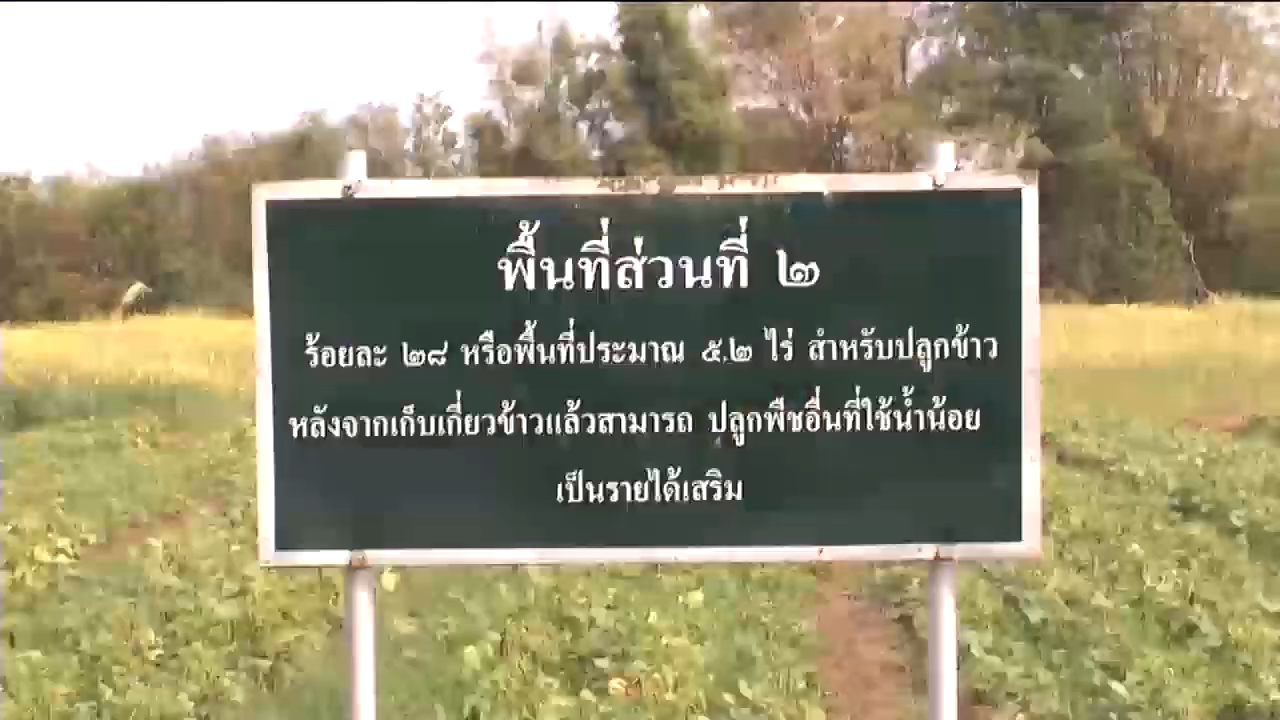 พื้นที่ส่วนที่ ๒
ร้อยละ ๒๘ หรือพื้นที่ประมาณ ๕.๒ ไร่ สำหรับปลูกข้าว
หลังจากเก็บเกี่ยวข้าวแล้วสามารถ ปลูกพืชอื่นที่ใช้น้ำน้อย
เป็นรายได้เสริม